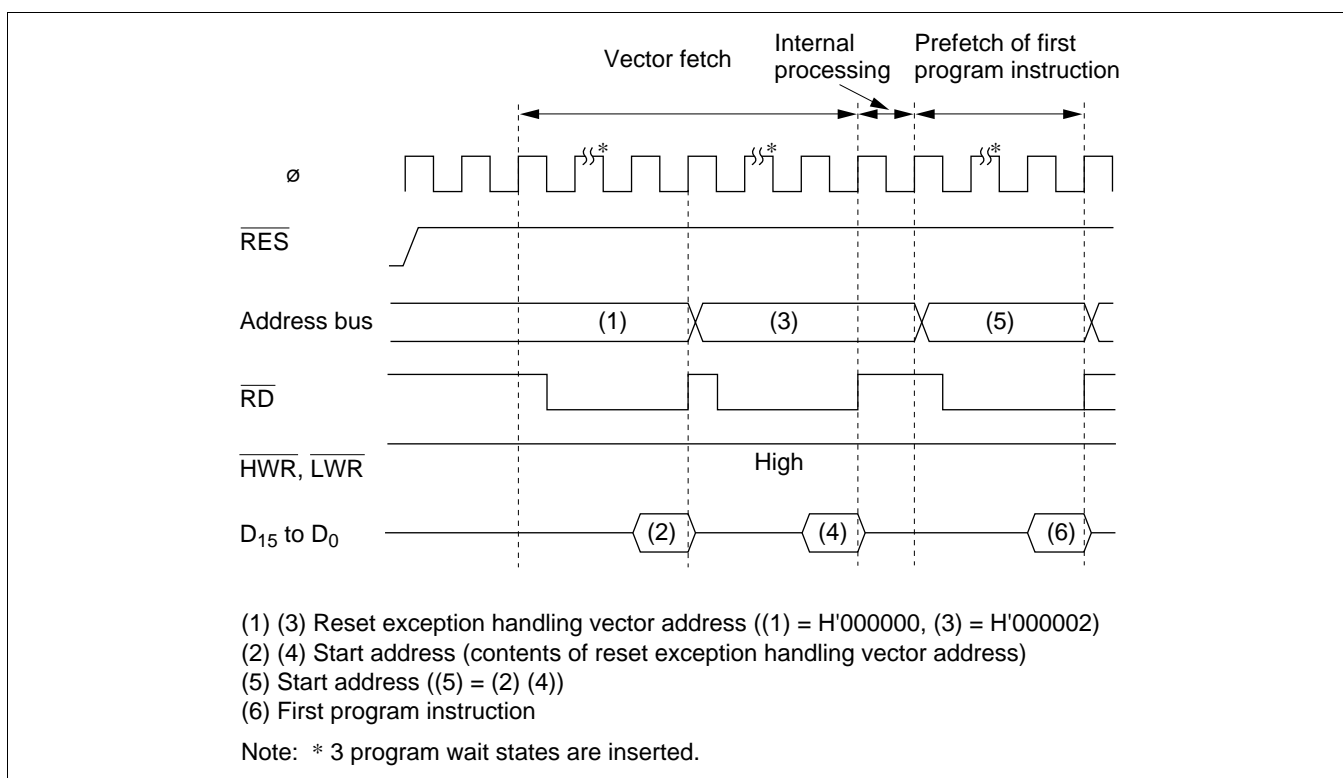 Vector fetch
Internal
processing
Prefetch of first
program instruction
ø
*
*
*
RES
Address bus
(1)
(3)
(5)
RD
HWR, LWR
High
D15 to D0
(2)
(4)
(6)
(1) (3) Reset exception handling vector address ((1) = H'000000, (3) = H'000002)
(2) (4) Start address (contents of reset exception handling vector address)
(5) Start address ((5) = (2) (4))
(6) First program instruction
Note: * 3 program wait states are inserted.